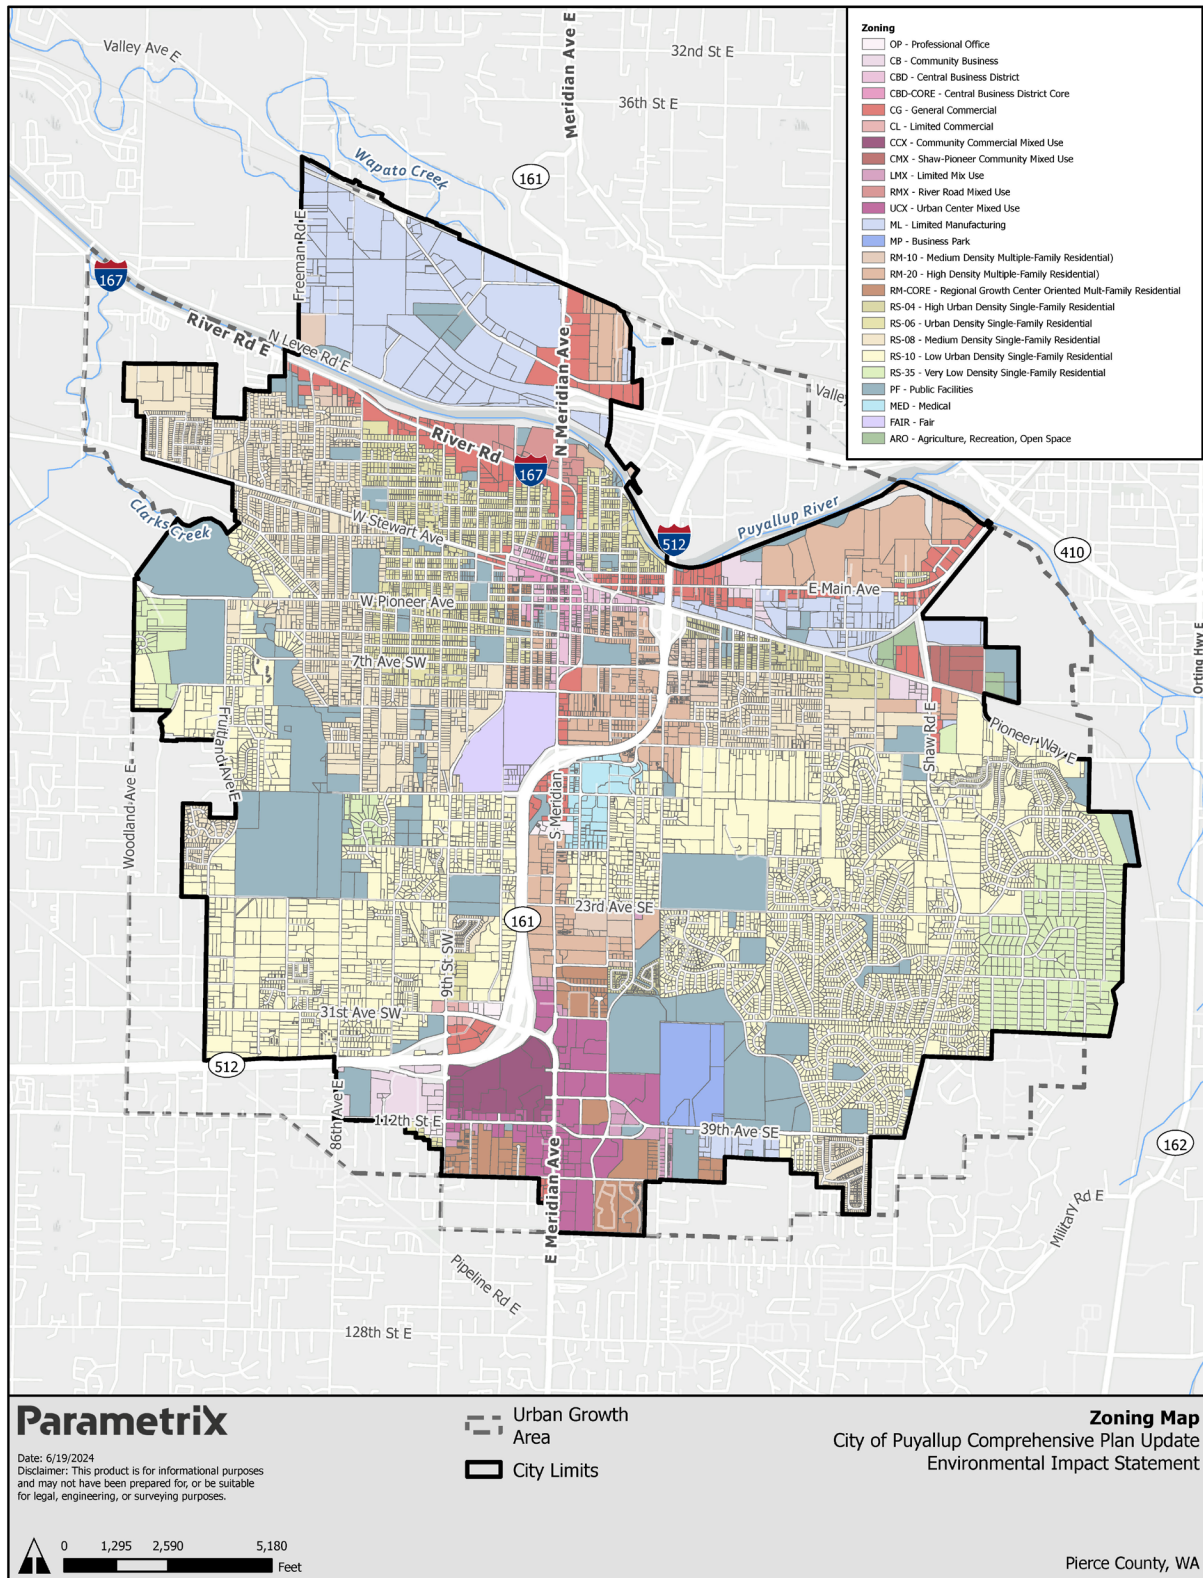 Valley Ave E
Meridian Ave E
32nd St E
36th St E
161
Wapato Creek
Freeman Rd E
167
River Rd E
N Levee Rd E
N Meridian Ave
Valley
River Rd
167
Clarks Creek
W Stewart Ave
Puyallup River
512
410
E Main Ave
W Pioneer Ave
7th Ave SW
Orting Hwy E
Fruitland Ave E
Shaw Rd E
Pioneer Way E
Woodland Ave E
S Meridian
161
23rd Ave SE
9th St SW
31st Ave SW
512
86th Ave E
112th St E
39th Ave SE
E Meridian Ave
162
Military Rd E
Pipeline Rd E
128th St E
Zoning
OP - Professional Office
CB - Community Business
CBD - Central Business District
CBD-CORE - Central Business District Core
CG - General Commercial
CL - Limited Commercial
CCX - Community Commercial Mixed Use
CMX - Shaw-Pioneer Community Mixed Use
LMX - Limited Mix Use
RMX - River Road Mixed Use
UCX - Urban Center Mixed Use
ML - Limited Manufacturing
MP - Business Park
RM-10 - Medium Density Multiple-Family Residential)
RM-20 - High Density Multiple-Family Residential)
RM-CORE - Regional Growth Center Oriented Mult-Family Residential
RS-04 - High Urban Density Single-Family Residential
RS-06 - Urban Density Single-Family Residential
RS-08 - Medium Density Single-Family Residential
RS-10 - Low Urban Density Single-Family Residential
RS-35 - Very Low Density Single-Family Residential
PF - Public Facilities
MED - Medical
FAIR - Fair
ARO - Agriculture, Recreation, Open Space
Parametrix
Date: 6/19/2024
Disclaimer: This product is for informational purposes
and may not have been prepared for, or be suitable
for legal, engineering, or surveying purposes.
0 1,295 2,590 5,180
Feet
Urban Growth
Area
City Limits
Zoning Map
City of Puyallup Comprehensive Plan Update
Environmental Impact Statement
Pierce County, WA